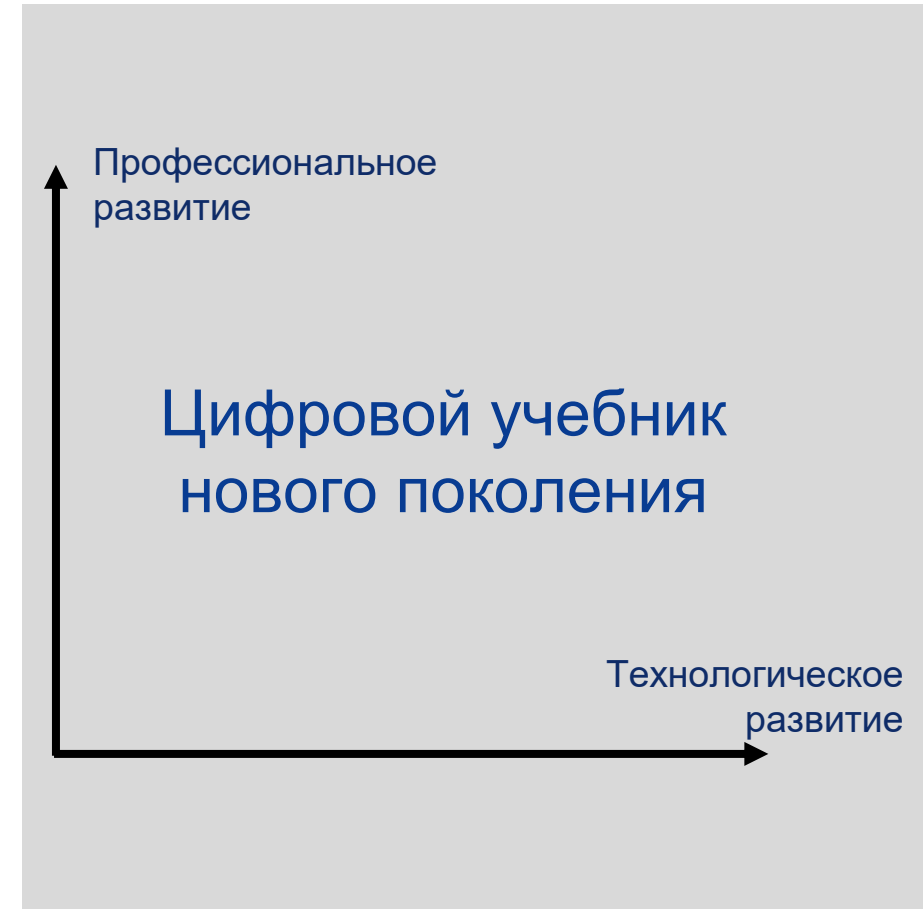 Профессиональное
развитие
Цифровой учебник
нового поколения
Технологическое
развитие